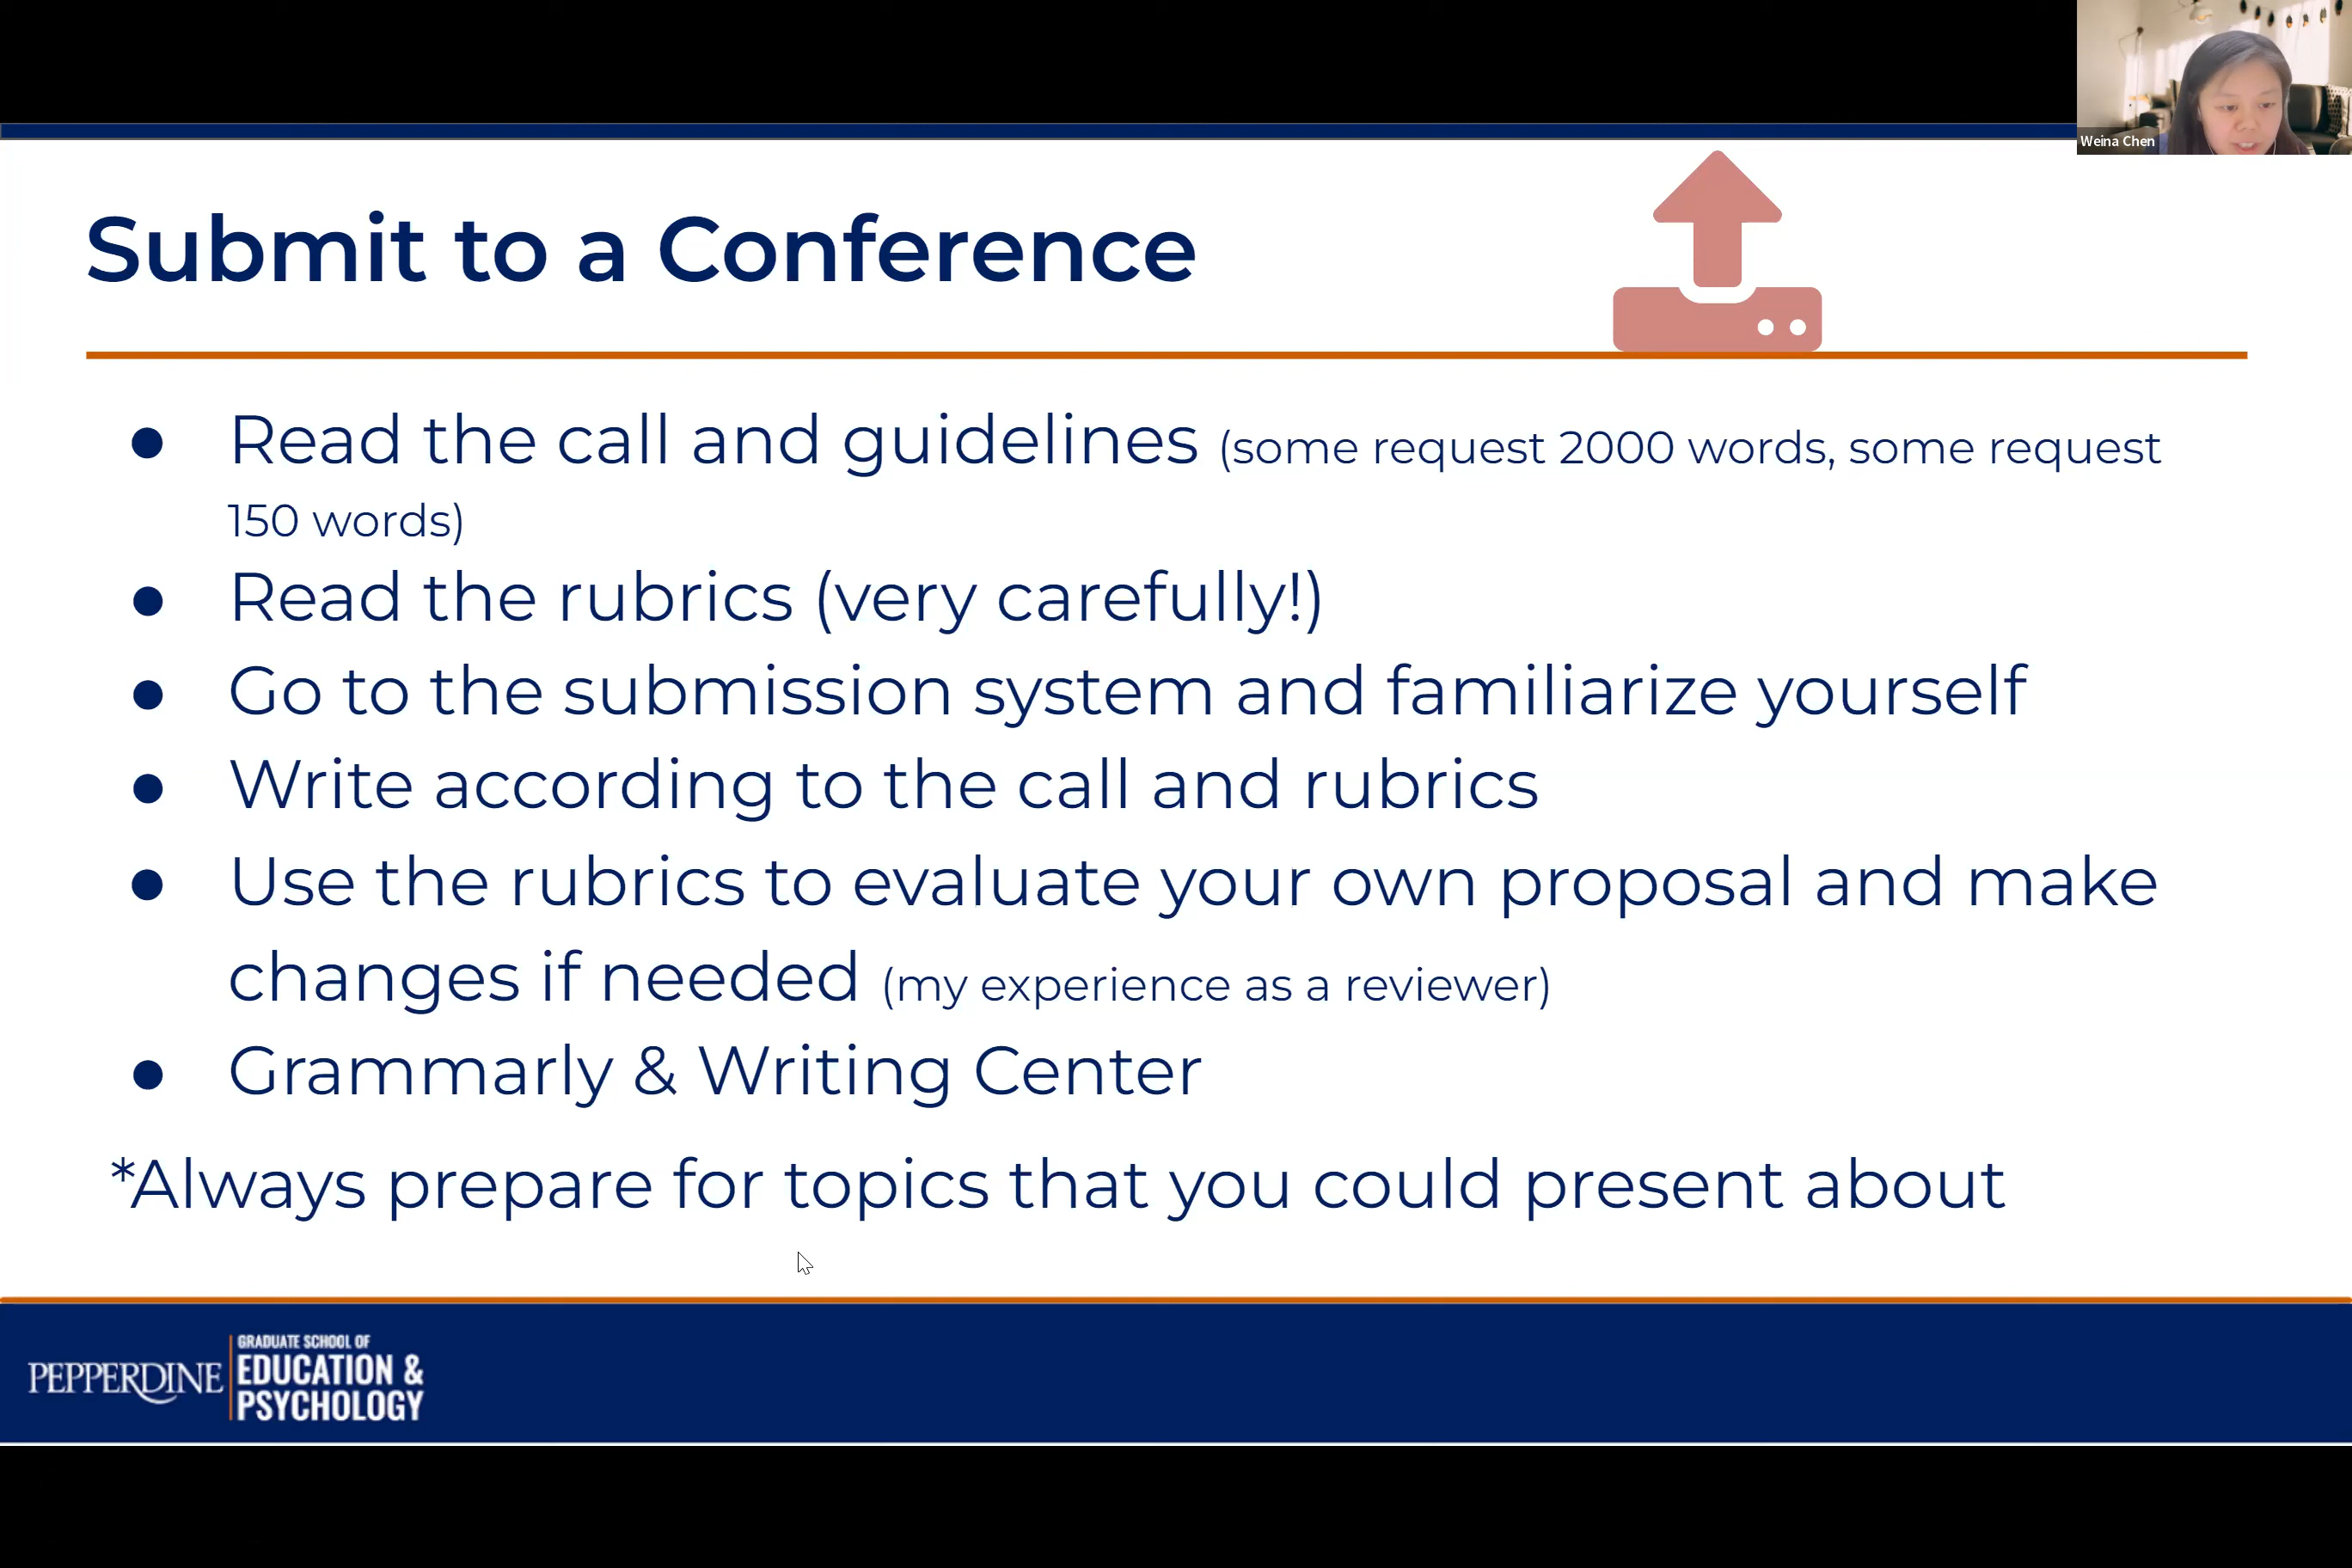 Weina Chen
Submit to a Conference
● Read the call and guidelines (some request 2000 words, some request
150 words)
● Read the rubrics (very carefully!)
● Go to the submission system and familiarize yourself
● Write according to the call and rubrics
● Use the rubrics to evaluate your own proposal and make
changes if needed (my experience as a reviewer)
● Grammarly & Writing Center
*Always prepare for topics that you could present about
PEPPERDINE
GRADUATE SCHOOL OF
EDUCATION &
PSYCHOLOGY